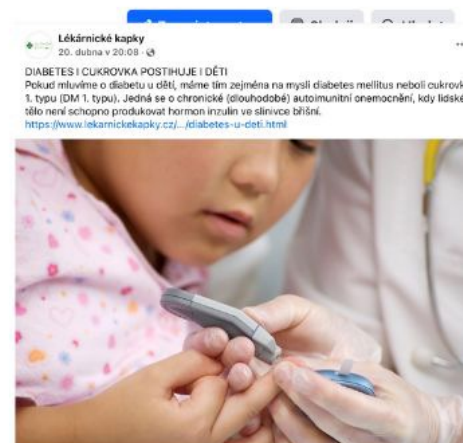 Lékárnické kapky
20. dubna v 20:08 ·
DIABETES I CUKROVKA POSTIHUJE I DĚTI
Pokud mluvíme o diabetu u dětí, máme tím zejména na mysli diabetes mellitus neboli cukrovk
1. typu (DM 1. typu). Jedná se o chronické (dlouhodobé) autoimunitní onemocnění, kdy lidské
tělo není schopno produkovat hormon inzulin ve slinivce břišní.
https://www.lekarnickekapky.cz/.../diabetes-u-deti.html